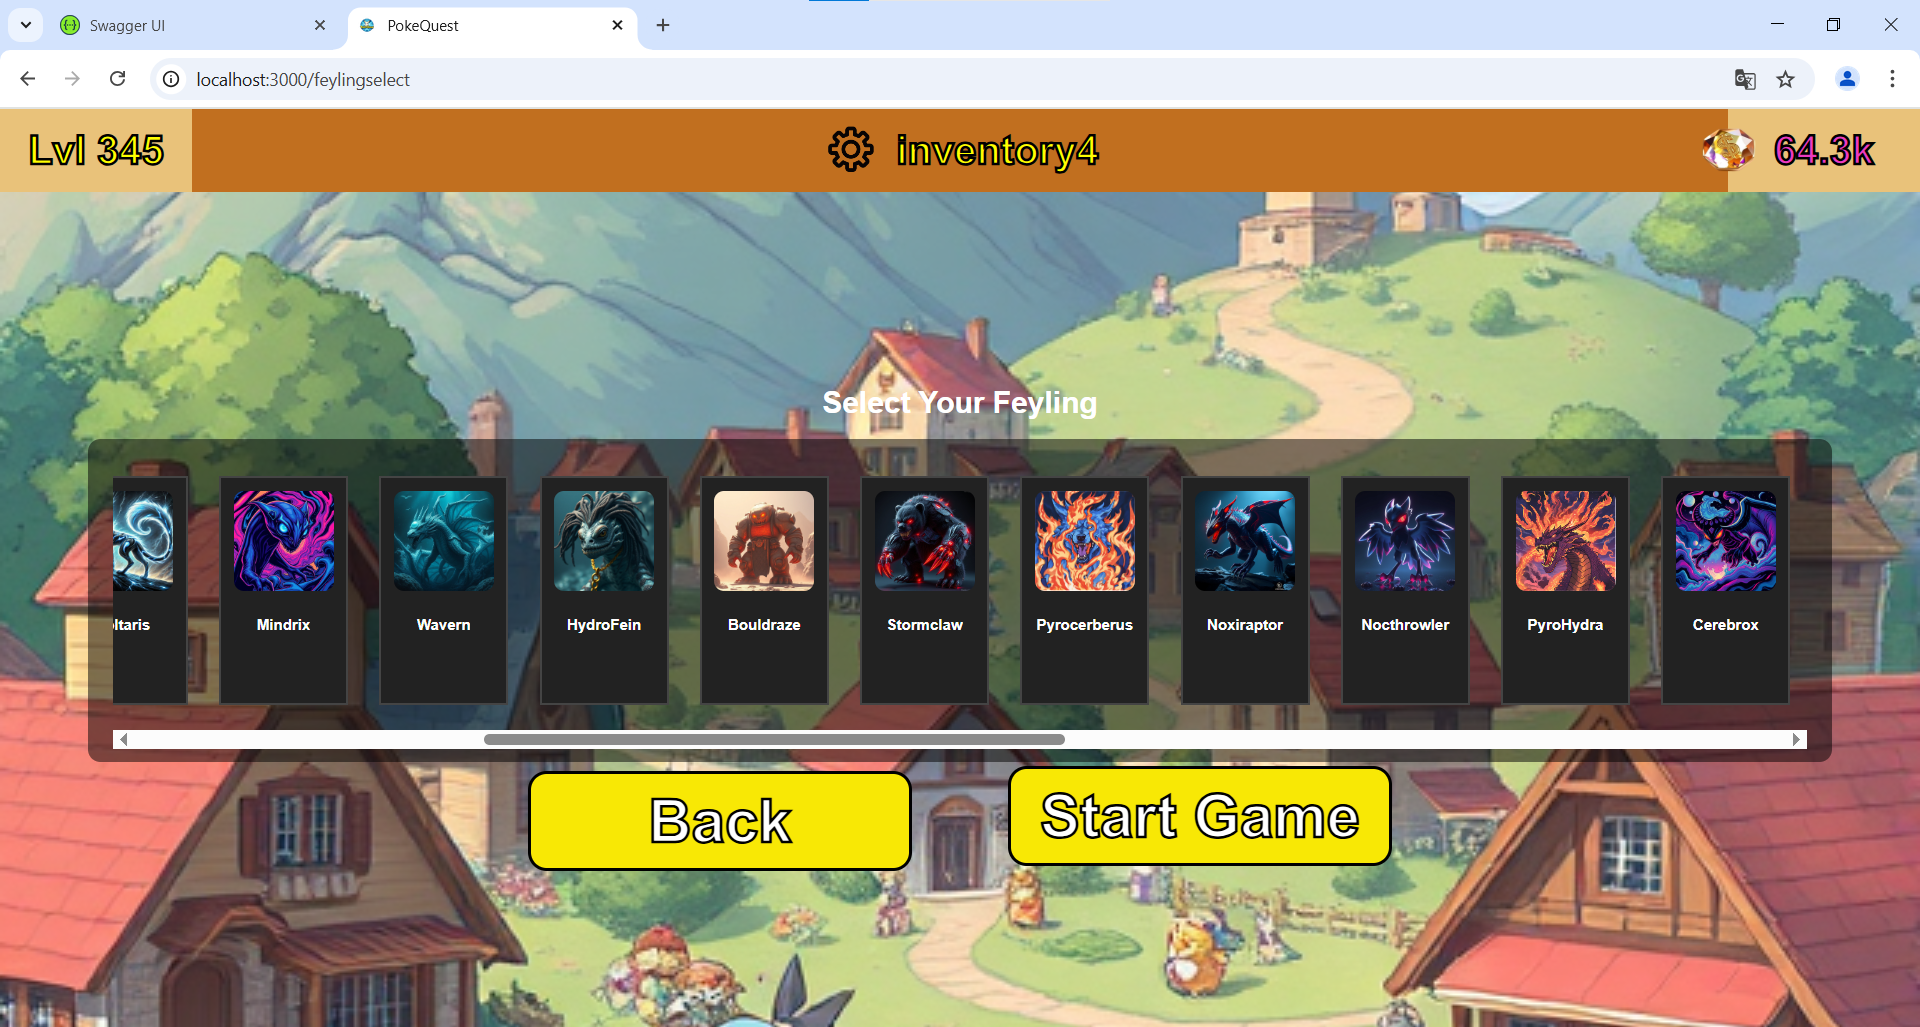 Swagger UI
PokeQuest
localhost:3000/feylingselect
Lvl 345
inventory4
64.3k
Select Your Feyling
ltaris
Mindrix
Wavern
HydroFein
Bouldraze
Stormclaw
Pyrocerberus
Noxiraptor
Nocthrowler
PyroHydra
Cerebrox
Back
Start Game